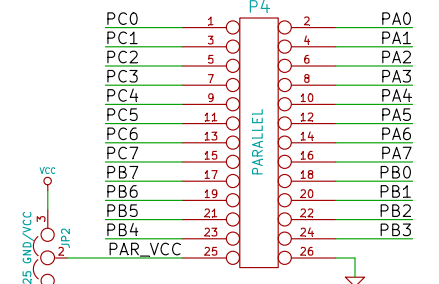 P4
PC0 1 2 PA0
PC1 3 4 PA1
PC2 5 6 PA2
PC3 7 8 PA3
PC4 9 10 PA4
PC5 11 12 PA5
PC6 13 14 PA6
PC7 15 16 PA7
PB7 17 18 PB0
PB6 19 20 PB1
PB5 21 22 PB2
PB4 23 24 PB3
PAR_VCC 25 26
PARALLEL
VCC
3
2
JP2
25 GND/VCC